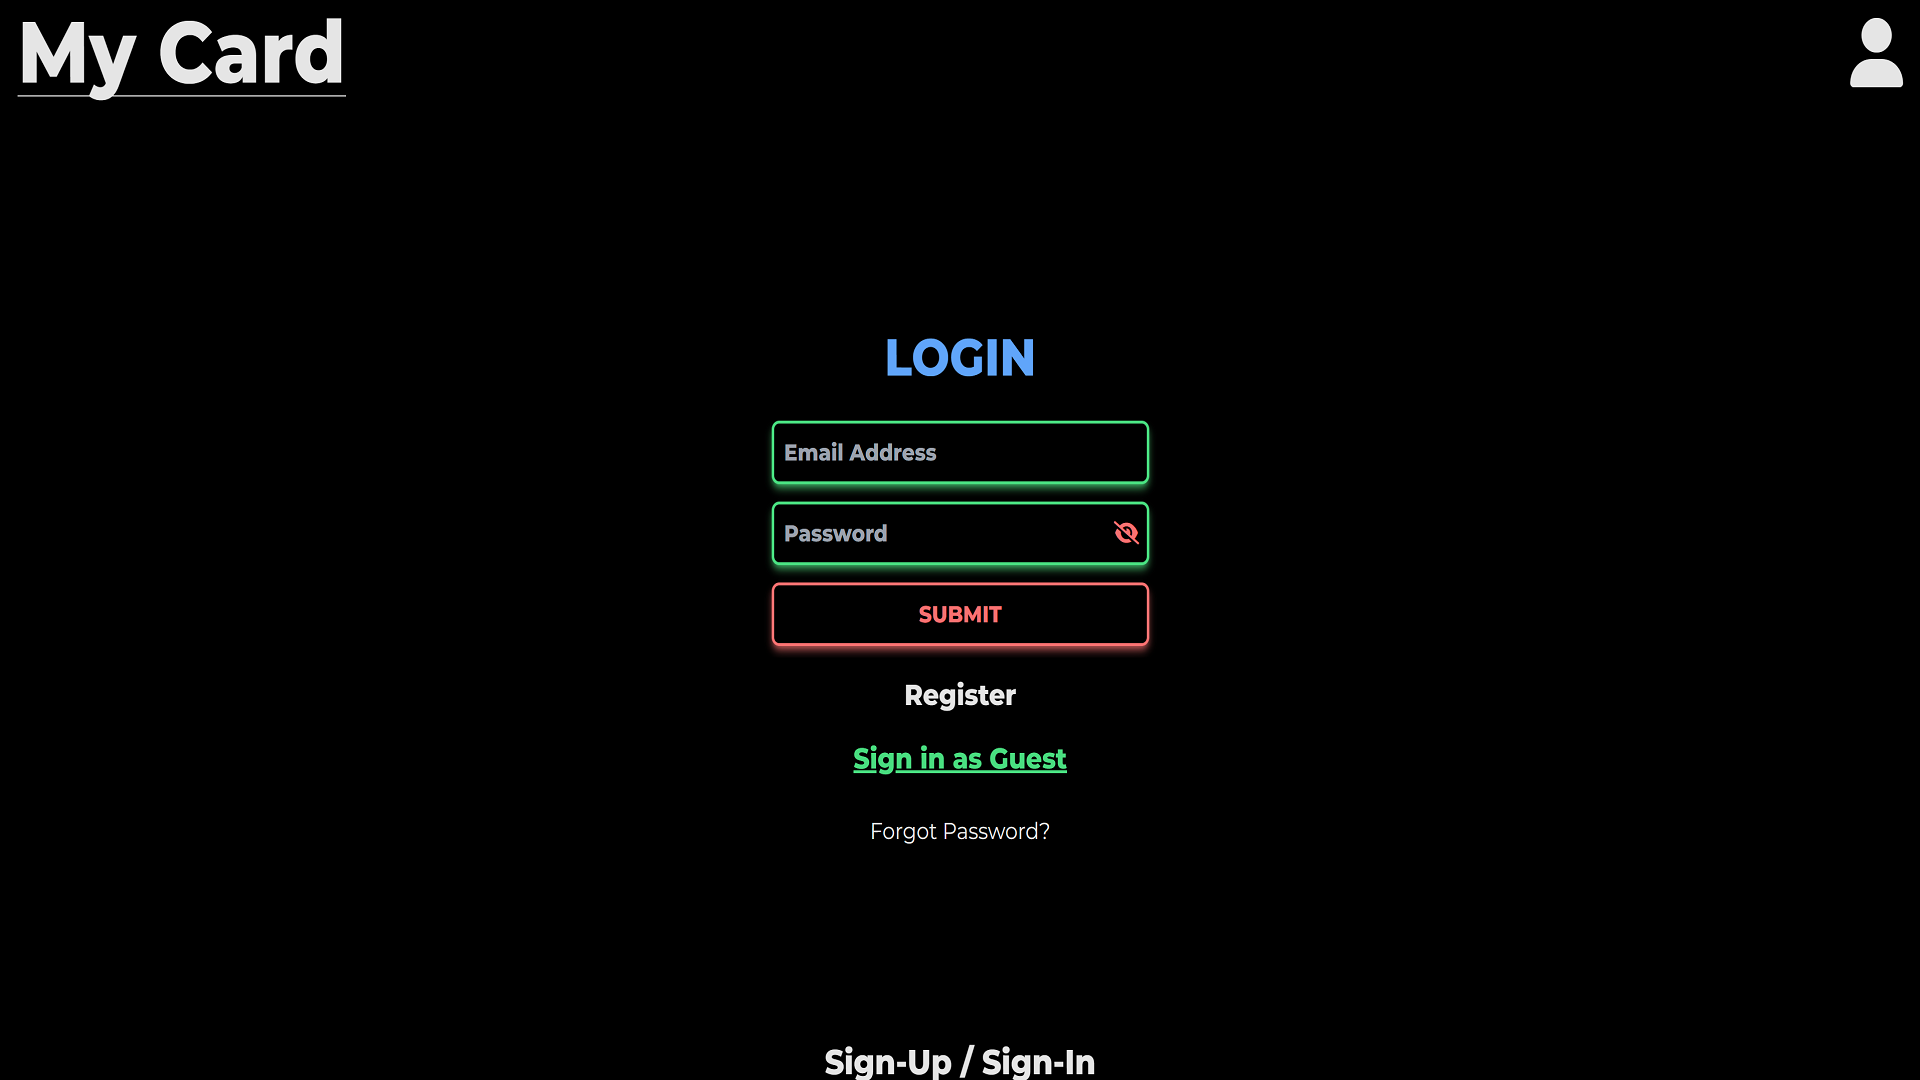 My Card
LOGIN
Email Address
Password
SUBMIT
Register
Sign in as Guest
Forgot Password?
Sign-Up / Sign-In